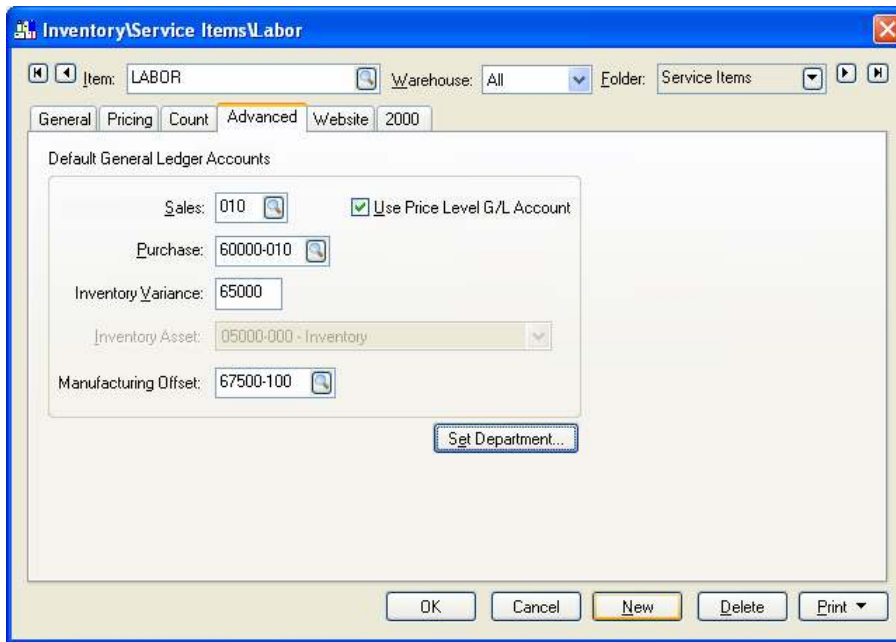 Inventory\Service Items\Labor
Item: LABOR Warehouse: All Folder: Service Items
General Pricing Count Advanced Website 2000
Default General Ledger Accounts
Sales: 010 Use Price Level G/L Account
Purchase: 60000-010
Inventory Variance: 65000
Inventory Asset: 05000-000 - Inventory
Manufacturing Offset: 67500-100
Set Department...
OK Cancel New Delete Print